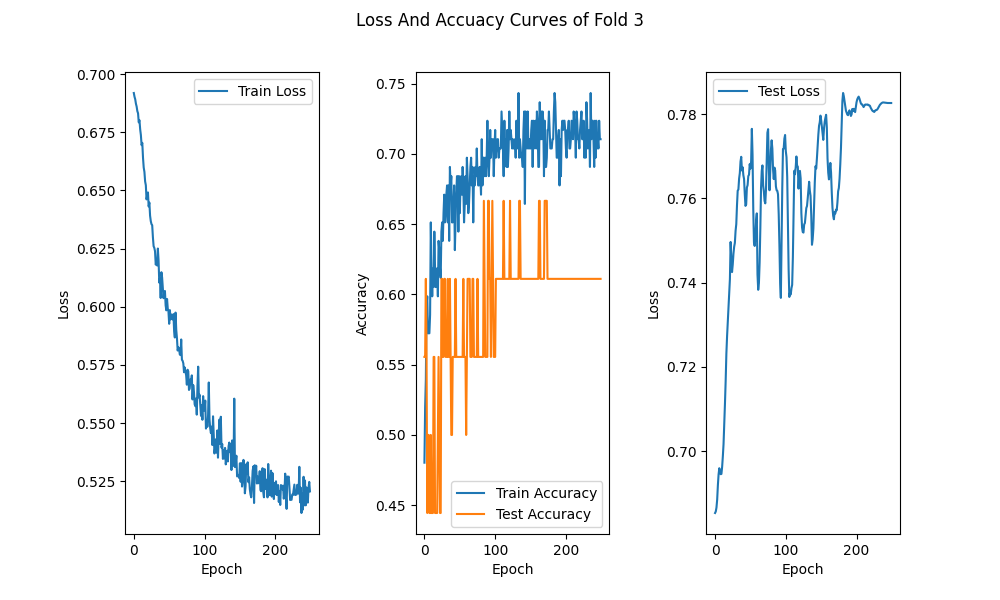 Loss And Accuacy Curves of Fold 3
0.700
0.675
0.650
0.625
0.600
0.575
0.550
0.525
Loss
Train Loss
0
100
200
Epoch
0.75
0.70
0.65
0.60
0.55
0.50
0.45
Accuracy
Train Accuracy
Test Accuracy
0
100
200
Epoch
0.78
0.76
0.74
0.72
0.70
Loss
Test Loss
0
100
200
Epoch